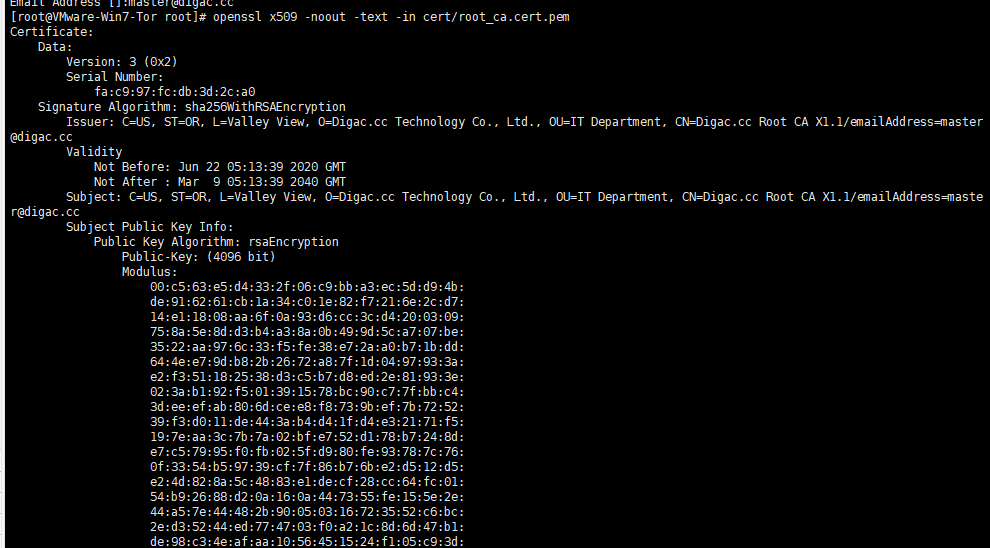 Email Address []:master@digac.cc
[root@VMware-Win7-Tor root]# openssl x509 -noout -text -in cert/root_ca.cert.pem
Certificate:
    Data:
        Version: 3 (0x2)
        Serial Number:
            fa:c9:97:fc:db:3d:2c:a0
    Signature Algorithm: sha256WithRSAEncryption
        Issuer: C=US, ST=OR, L=Valley View, O=Digac.cc Technology Co., Ltd., OU=IT Department, CN=Digac.cc Root CA X1.1/emailAddress=master
@digac.cc
        Validity
            Not Before: Jun 22 05:13:39 2020 GMT
            Not After : Mar  9 05:13:39 2040 GMT
        Subject: C=US, ST=OR, L=Valley View, O=Digac.cc Technology Co., Ltd., OU=IT Department, CN=Digac.cc Root CA X1.1/emailAddress=maste
r@digac.cc
        Subject Public Key Info:
            Public Key Algorithm: rsaEncryption
                Public-Key: (4096 bit)
                Modulus:
                    00:c5:63:e5:d4:33:2f:06:c9:bb:a3:ec:5d:d9:4b:
                    de:91:62:61:cb:1a:34:c0:1e:82:f7:21:6e:2c:d7:
                    14:e1:18:08:aa:6f:0a:93:d6:cc:3c:d4:20:03:09:
                    75:8a:5e:8d:d3:b4:a3:8a:0b:49:9d:5c:a7:07:be:
                    35:22:aa:97:6c:33:f5:fe:38:e7:2a:a0:b7:1b:dd:
                    64:4e:e7:9d:b8:2b:26:72:a8:7f:1d:04:97:93:3a:
                    e2:f3:51:18:25:38:d3:c5:b7:d8:ed:2e:81:93:3e:
                    02:3a:b1:92:f5:01:39:15:78:bc:90:c7:7f:bb:c4:
                    3d:ee:ef:ab:80:6d:ce:e8:f8:73:9b:ef:7b:72:52:
                    39:f3:d0:11:de:44:3a:b4:d4:1f:d4:e3:21:71:f5:
                    19:7e:aa:3c:7b:7a:02:bf:e7:52:d1:78:b7:24:8d:
                    e7:c5:79:95:f0:fb:02:5f:d9:80:fe:93:78:7c:76:
                    0f:33:54:b5:97:39:cf:7f:86:b7:6b:e2:d5:12:d5:
                    e2:4d:82:8a:5c:48:83:e1:de:cf:28:cc:64:fc:01:
                    54:b9:26:88:d2:0a:16:0a:44:73:55:fe:15:5e:2e:
                    44:a5:7e:44:48:2b:90:05:03:16:72:35:52:c6:bc:
                    2e:d3:52:44:ed:77:47:03:f0:a2:1c:8d:6d:47:b1:
                    de:98:c3:4e:af:aa:10:56:45:15:24:f1:05:c9:3d: